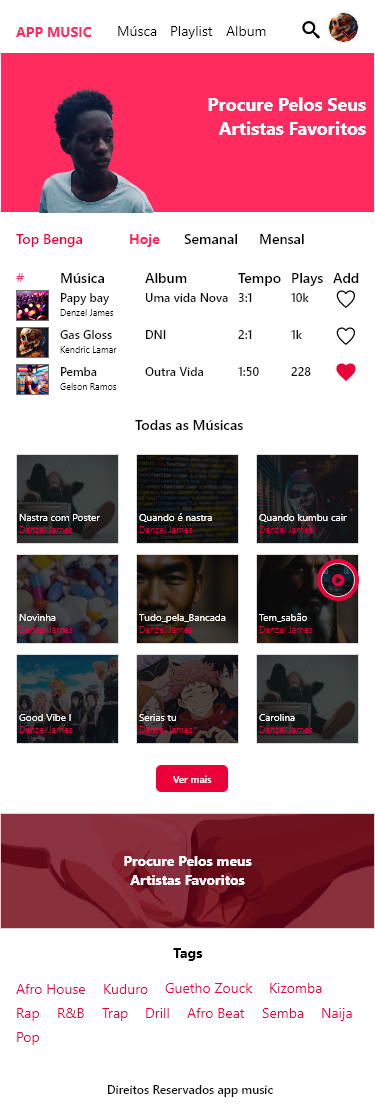 APP MUSIC Músca Playlist Album
Procure Pelos Seus
Artistas Favoritos
Top Benga Hoje Semanal Mensal
# Música Album Tempo Plays Add
Papy bay Uma vida Nova 3:1 10k
Denzel James
Gas Gloss DNI 2:1 1k
Kendric Lamar
Pemba Outra Vida 1:50 228
Gelson Ramos
Todas as Músicas
Nastra com Poster Quando é nastra Quando kumbu cair
Denzel James Denzel James Denzel James
Novinha Tudo_pela_Bancada Tem_sabão
Denzel James Denzel James Denzel James
Good Vibe I Serias tu Carolina
Denzel James Denzel James Denzel James
Ver mais
Procure Pelos meus
Artistas Favoritos
Tags
Afro House Kuduro Guetho Zouck Kizomba
Rap R&B Trap Drill Afro Beat Semba Naija
Pop
Direitos Reservados app music